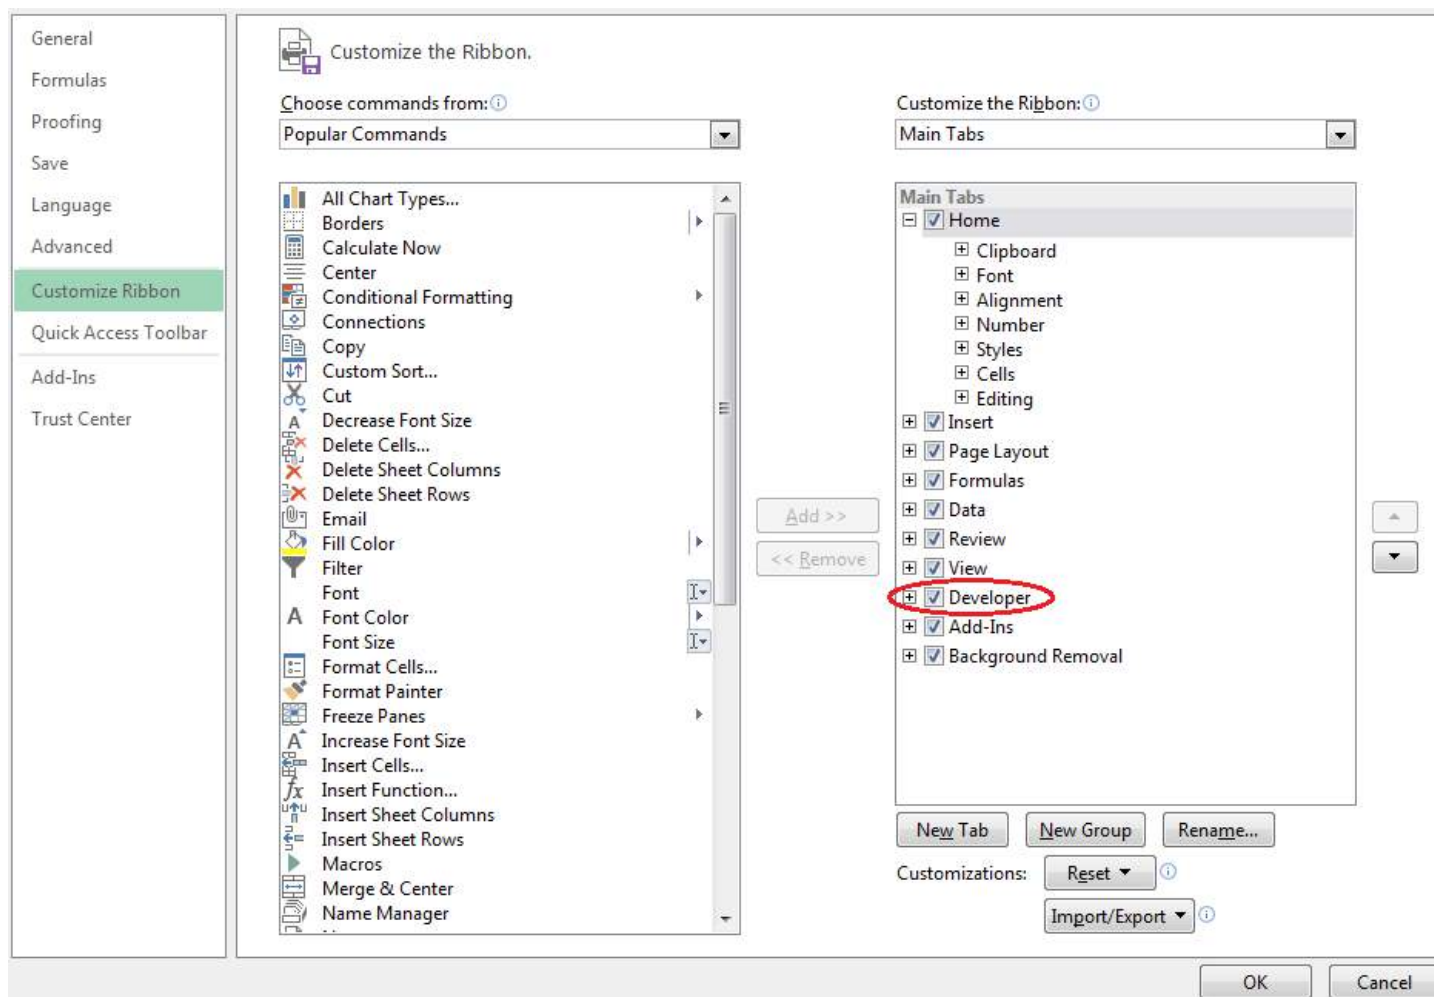 General
Formulas
Proofing
Save
Language
Advanced
Customize Ribbon
Quick Access Toolbar
Add-Ins
Trust Center
Customize the Ribbon.
Choose commands from:
Popular Commands
All Chart Types...
Borders
Calculate Now
Center
Conditional Formatting
Connections
Copy
Custom Sort...
Cut
Decrease Font Size
Delete Cells...
Delete Sheet Columns
Delete Sheet Rows
Email
Fill Color
Filter
Font
Font Color
Font Size
Format Cells...
Format Painter
Freeze Panes
Increase Font Size
Insert Cells...
Insert Function...
Insert Sheet Columns
Insert Sheet Rows
Macros
Merge & Center
Name Manager
Add >>
<< Remove
Customize the Ribbon:
Main Tabs
Main Tabs
Home
Clipboard
Font
Alignment
Number
Styles
Cells
Editing
Insert
Page Layout
Formulas
Data
Review
View
Developer
Add-Ins
Background Removal
New Tab New Group Rename...
Customizations: Reset
Import/Export
OK Cancel